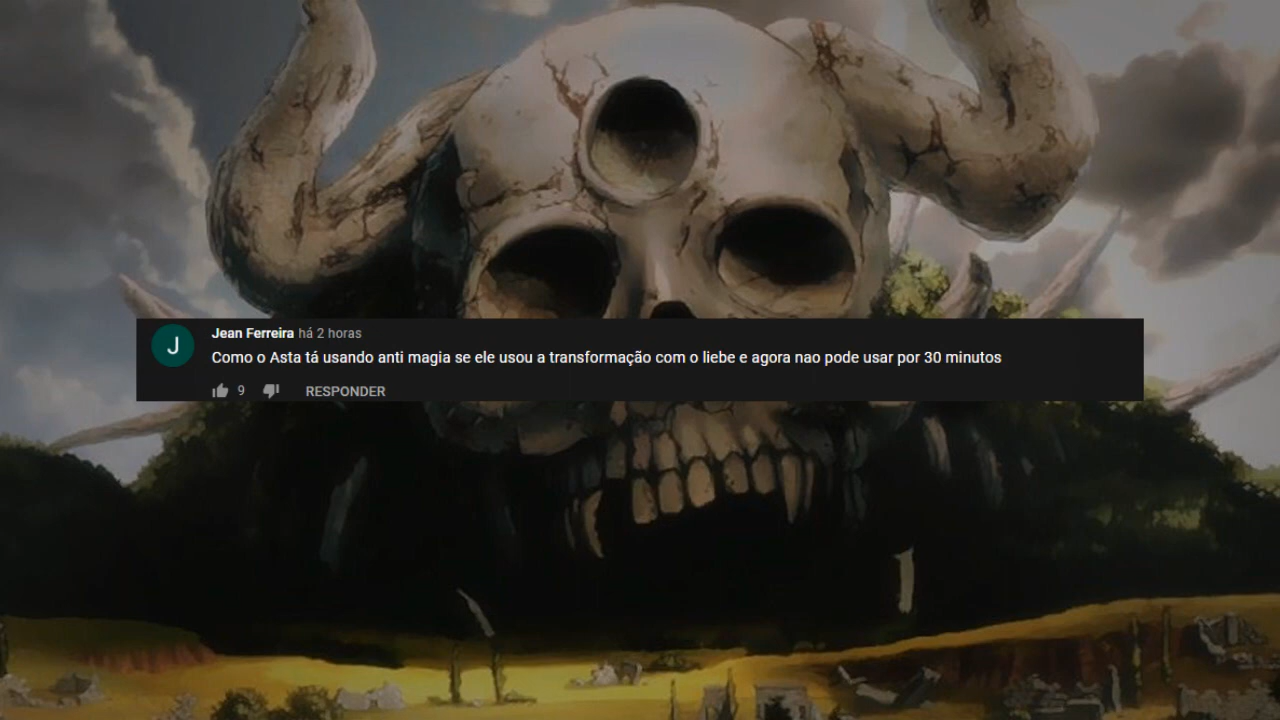 J
Jean Ferreira há 2 horas
Como o Asta tá usando anti magia se ele usou a transformação com o liebe e agora nao pode usar por 30 minutos
9 RESPONDER